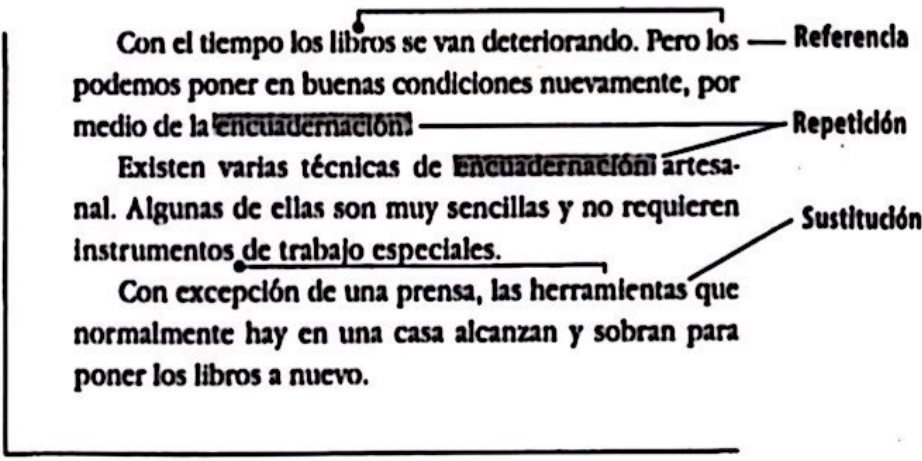 Con el tiempo los libros se van deteriorando. Pero los
podemos poner en buenas condiciones nuevamente, por
medio de la encuadernación.
Existen varias técnicas de encuadernación artesa-
nal. Algunas de ellas son muy sencillas y no requieren
instrumentos de trabajo especiales.
Con excepción de una prensa, las herramientas que
normalmente hay en una casa alcanzan y sobran para
poner los libros a nuevo.
Referencia
Repetición
Sustitución